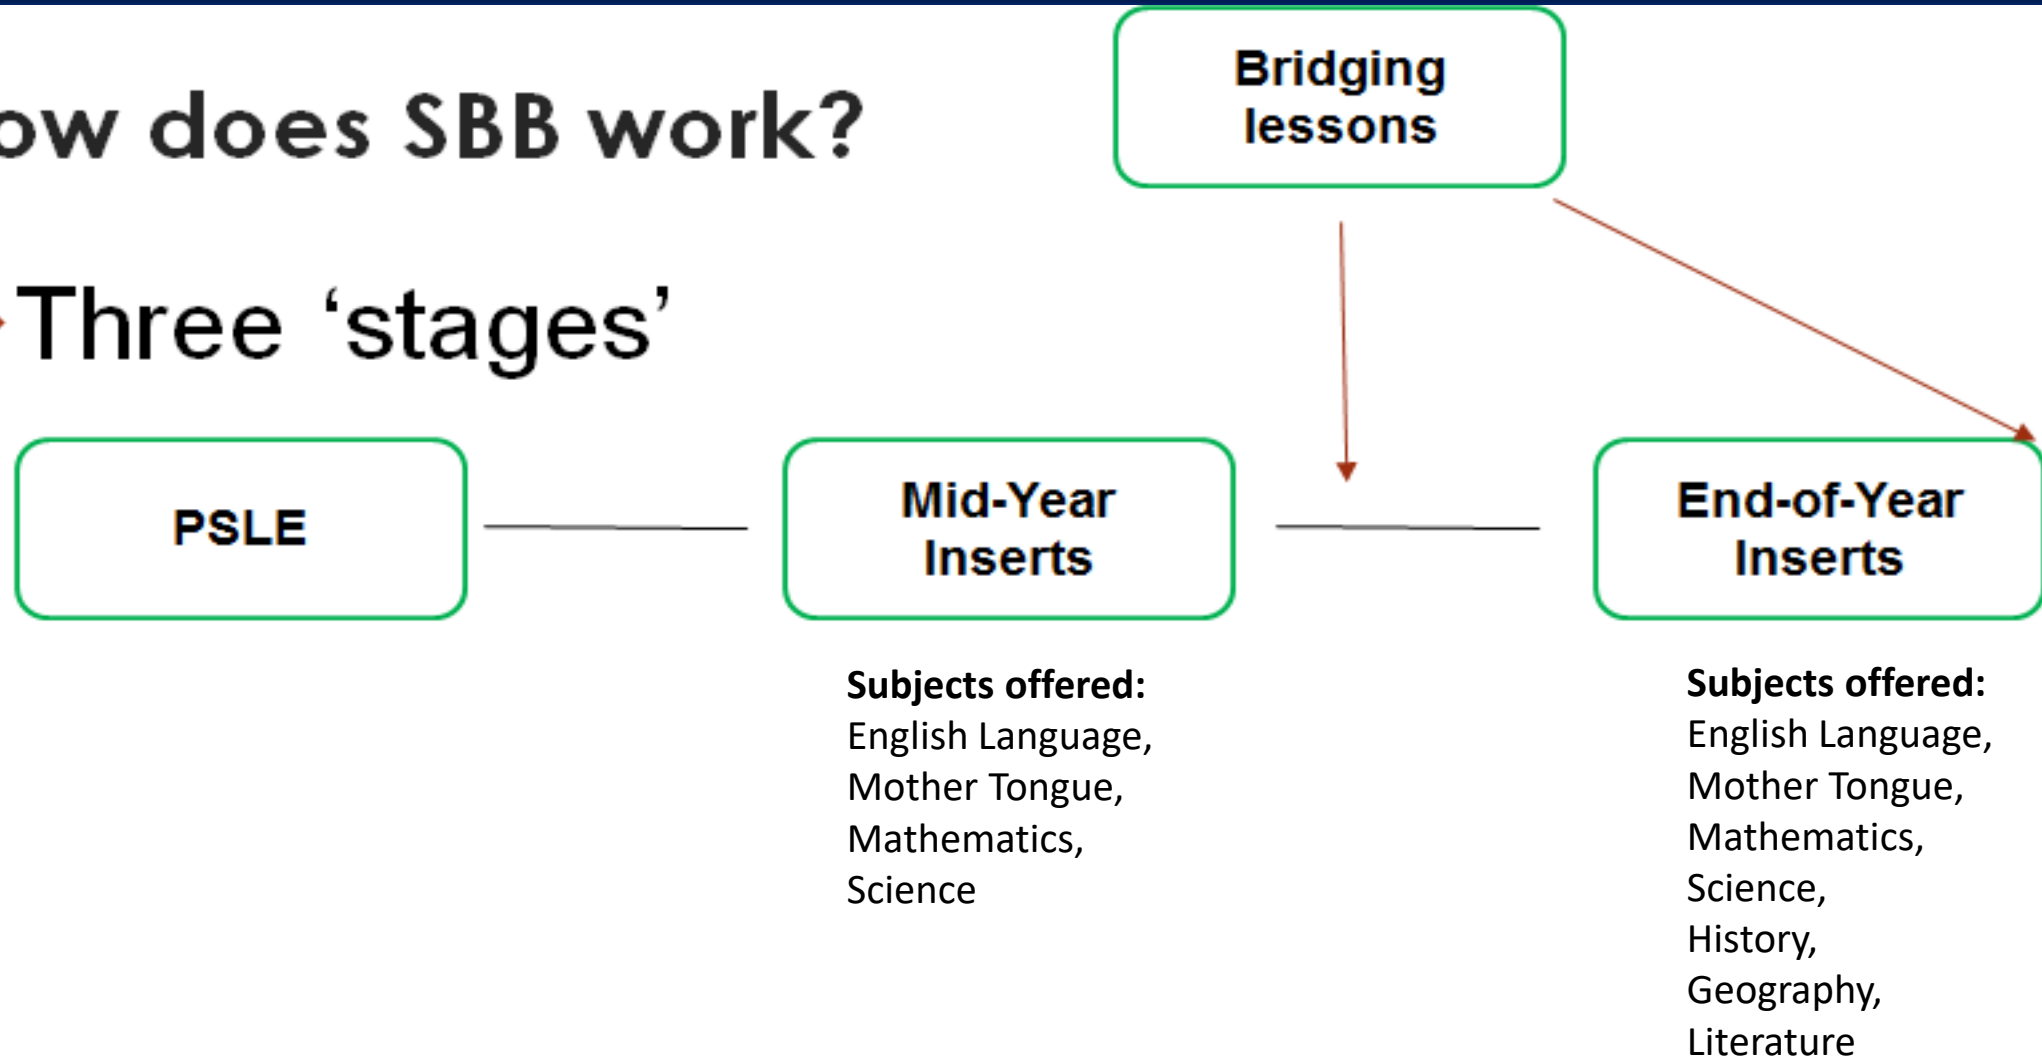 ow does SBB work?
Bridging
lessons
Three ‘stages’
PSLE
Mid-Year
Inserts
End-of-Year
Inserts
Subjects offered:
English Language,
Mother Tongue,
Mathematics,
Science
Subjects offered:
English Language,
Mother Tongue,
Mathematics,
Science,
History,
Geography,
Literature